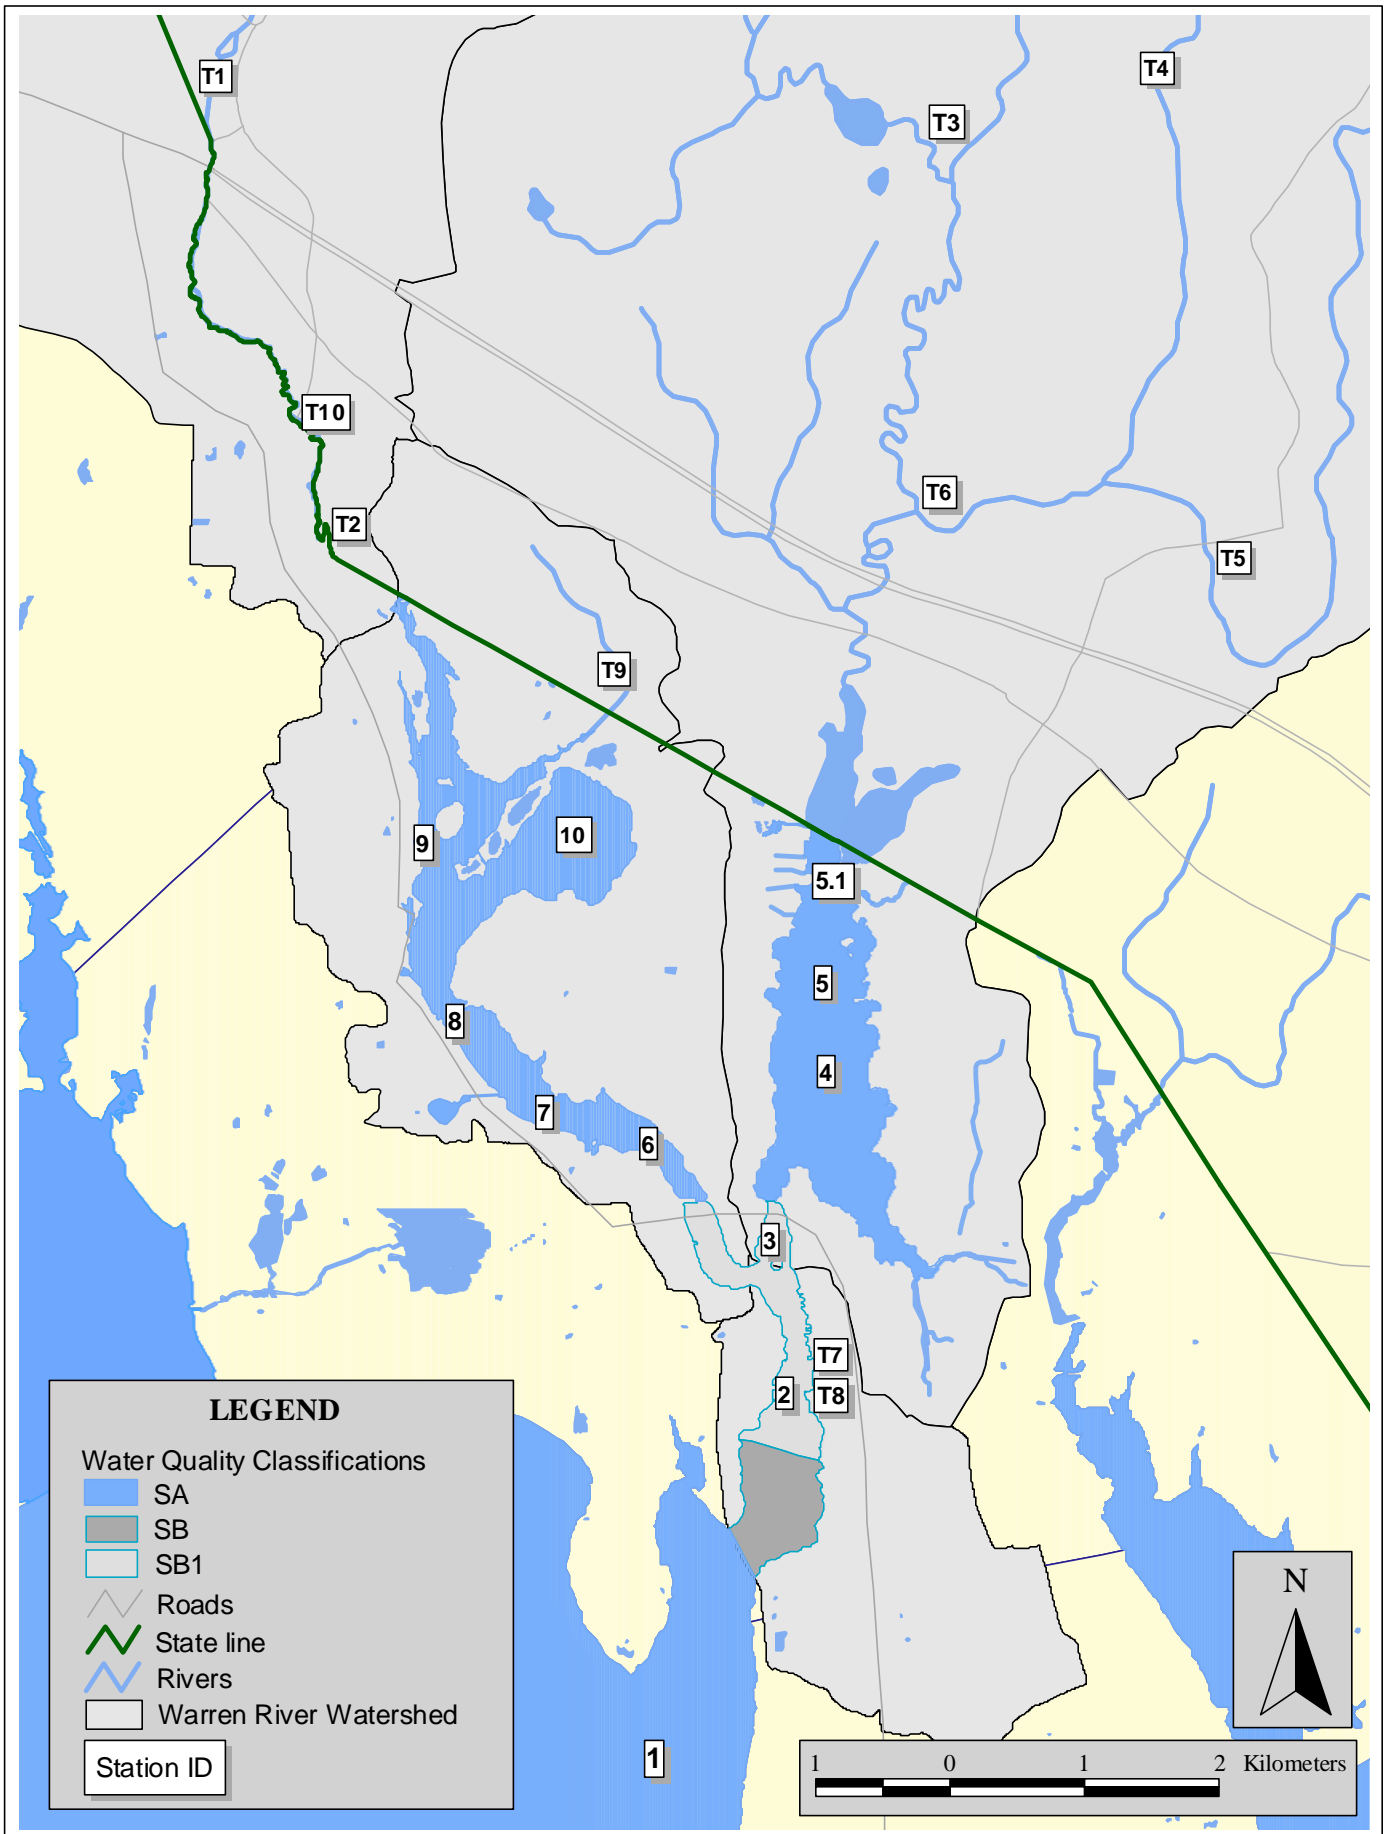 T1
T4
T3
T10
T6
T2
T5
T9
10
9
5.1
5
8
4
7
6
3
T7
2
T8
LEGEND
Water Quality Classifications
SA
SB
SB1
Roads
State line
Rivers
Warren River Watershed
Station ID
1
N
1 0 1 2 Kilometers